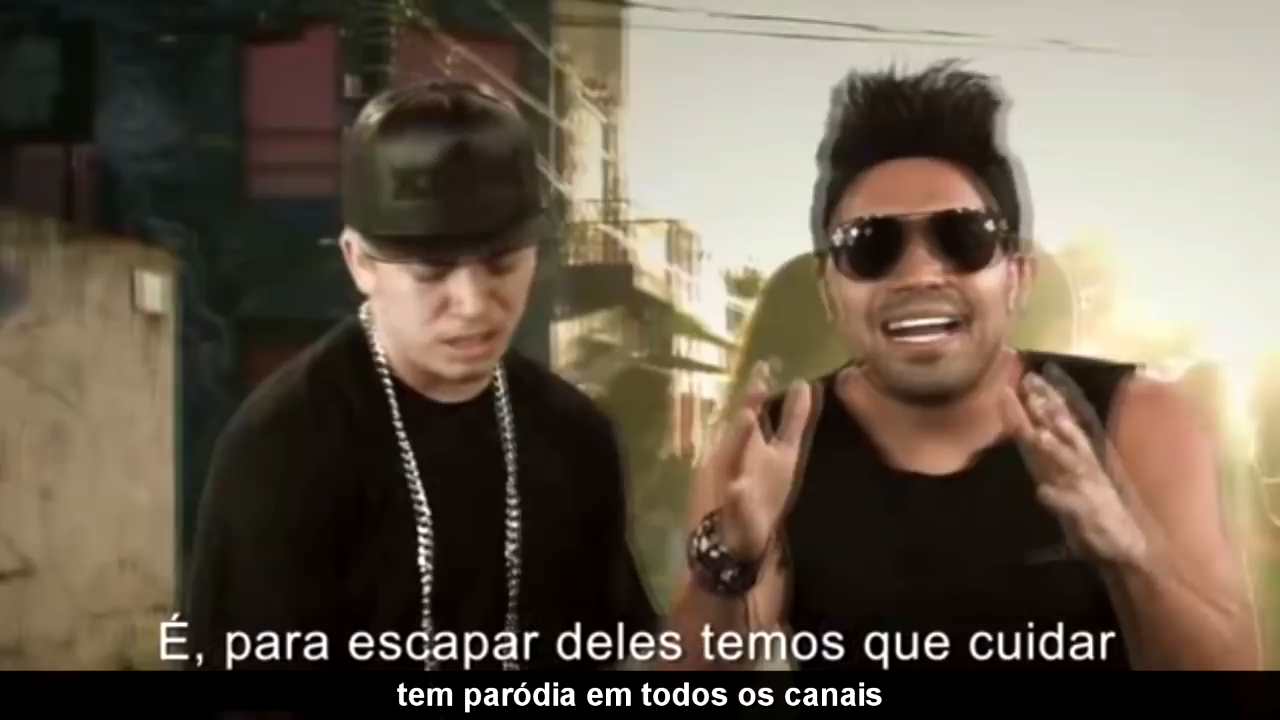 É, para escapar deles temos que cuidar
tem paródia em todos os canais